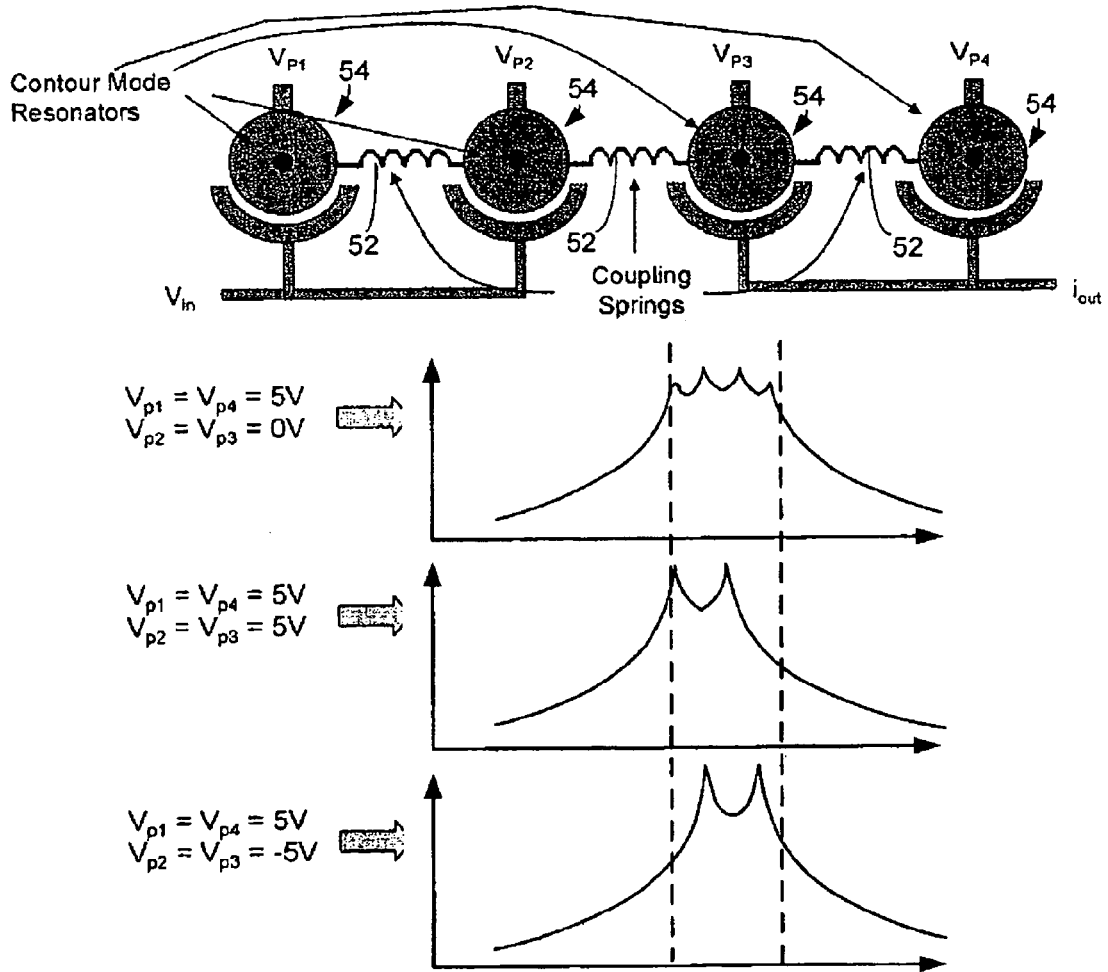 V_P1 V_P2 V_P3 V_P4
Contour Mode
Resonators
54 54 54 54
52 52 52
Coupling
Springs
V_in i_out
V_p1 = V_p4 = 5V
V_p2 = V_p3 = 0V
V_p1 = V_p4 = 5V
V_p2 = V_p3 = 5V
V_p1 = V_p4 = 5V
V_p2 = V_p3 = -5V